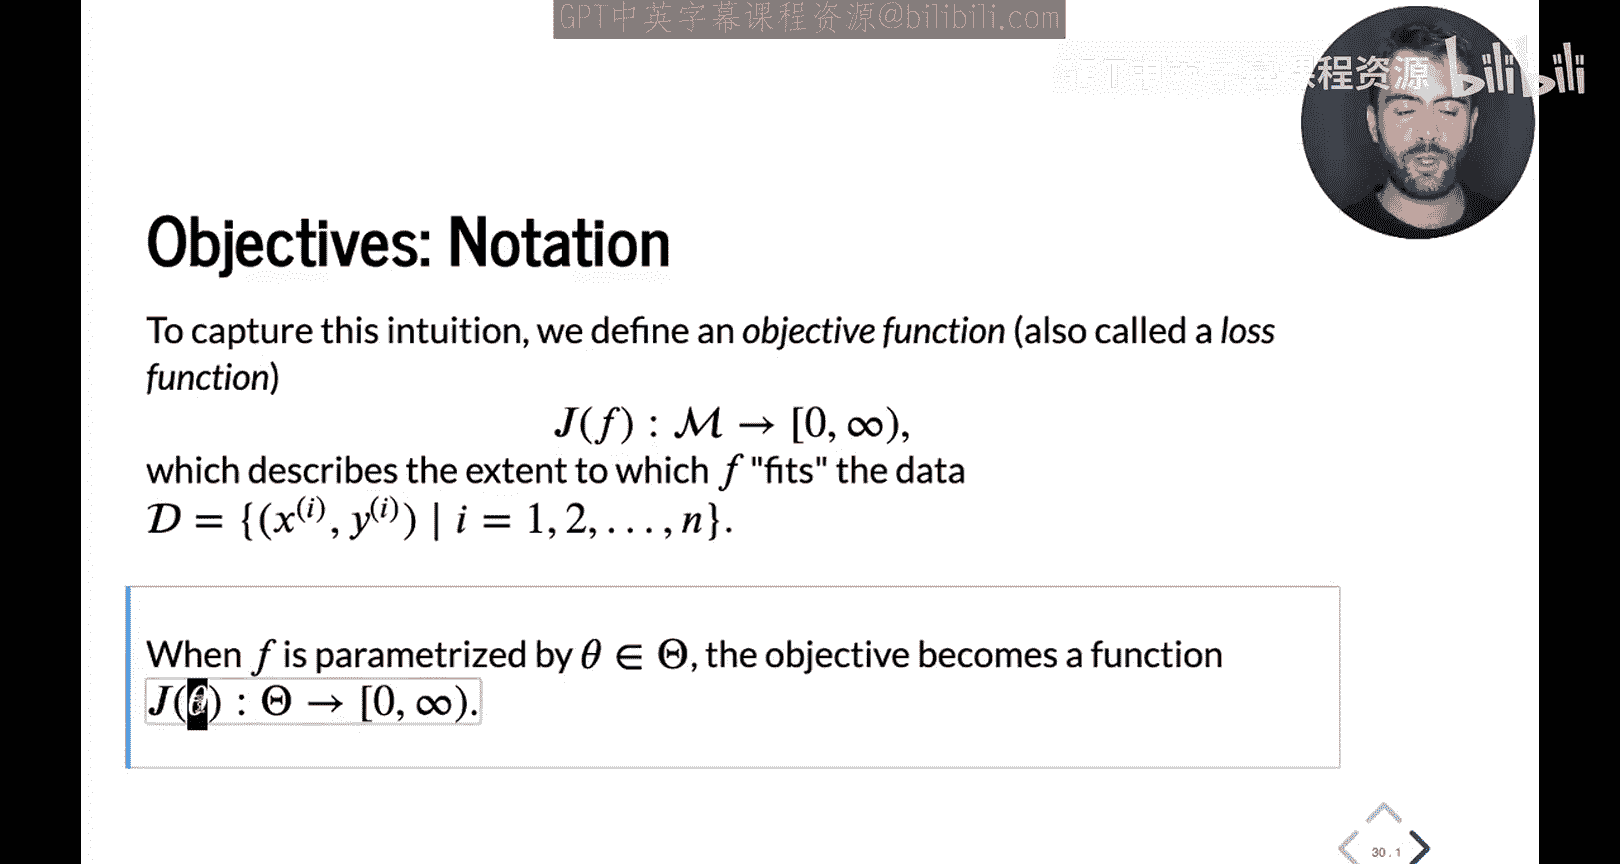 GPT中英字幕课程资源@bilibili.com
程资源 bilibili
Objectives: Notation
To capture this intuition, we define an objective function (also called a loss
function)
J(f) : ℳ → [0, ∞),
which describes the extent to which f "fits" the data
𝒟 = {(x⁽ⁱ⁾, y⁽ⁱ⁾) | i = 1, 2, . . . , n}.
When f is parametrized by θ ∈ Θ, the objective becomes a function
J(θ) : Θ → [0, ∞).
30 . 1